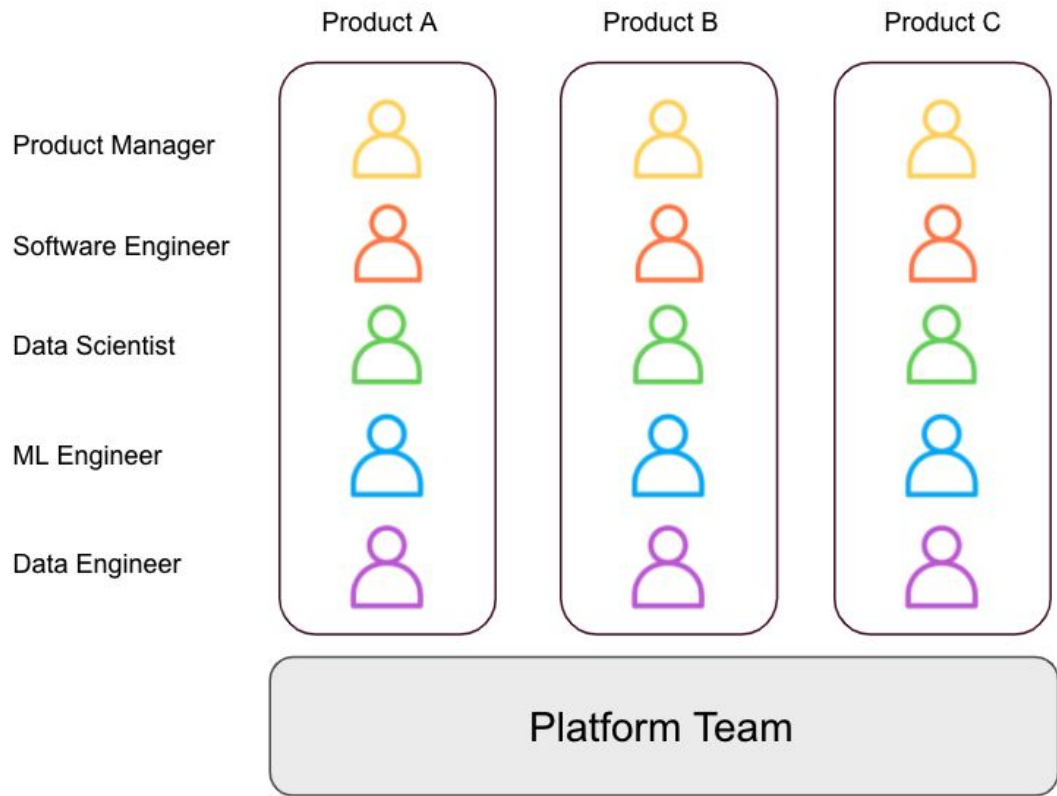 Product A
Product B
Product C
Product Manager
Software Engineer
Data Scientist
ML Engineer
Data Engineer
Platform Team